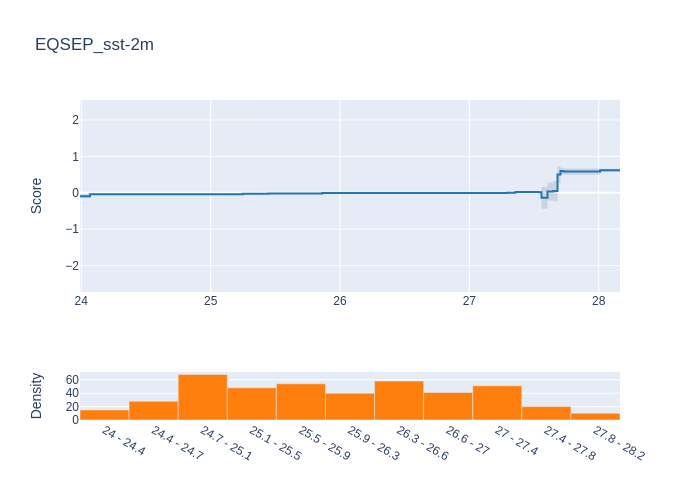 EQSEP_sst-2m
Score
2
1
0
−1
−2
24 25 26 27 28
Density
60
40
20
0
24 - 24.4
24.4 - 24.7
24.7 - 25.1
25.1 - 25.5
25.5 - 25.9
25.9 - 26.3
26.3 - 26.6
26.6 - 27
27 - 27.4
27.4 - 27.8
27.8 - 28.2